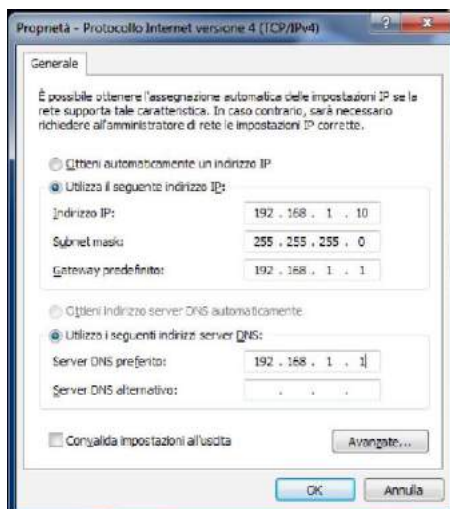 Proprietà - Protocollo Internet versione 4 (TCP/IPv4)
Generale
È possibile ottenere l'assegnazione automatica delle impostazioni IP se la
rete supporta tale caratteristica. In caso contrario, sarà necessario
richiedere all'amministratore di rete le impostazioni IP corrette.
Ottieni automaticamente un indirizzo IP
Utilizza il seguente indirizzo IP:
Indirizzo IP: 192 . 168 . 1 . 10
Subnet mask: 255 . 255 . 255 . 0
Gateway predefinito: 192 . 168 . 1 . 1
Ottieni indirizzo server DNS automaticamente
Utilizza i seguenti indirizzi server DNS:
Server DNS preferito: 192 . 168 . 1 . 1
Server DNS alternativo: . . .
Convalida impostazioni all'uscita
Avanzate...
OK Annulla